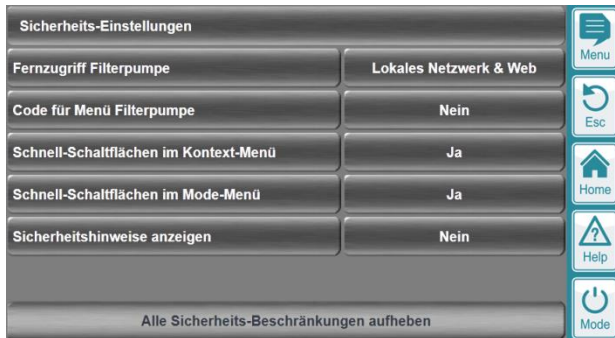 Sicherheits-Einstellungen
Menu
Fernzugriff Filterpumpe Lokales Netzwerk & Web
Code für Menü Filterpumpe Nein
Esc
Schnell-Schaltflächen im Kontext-Menü Ja
Schnell-Schaltflächen im Mode-Menü Ja
Home
Sicherheitshinweise anzeigen Nein
?
Help
Alle Sicherheits-Beschränkungen aufheben
Mode